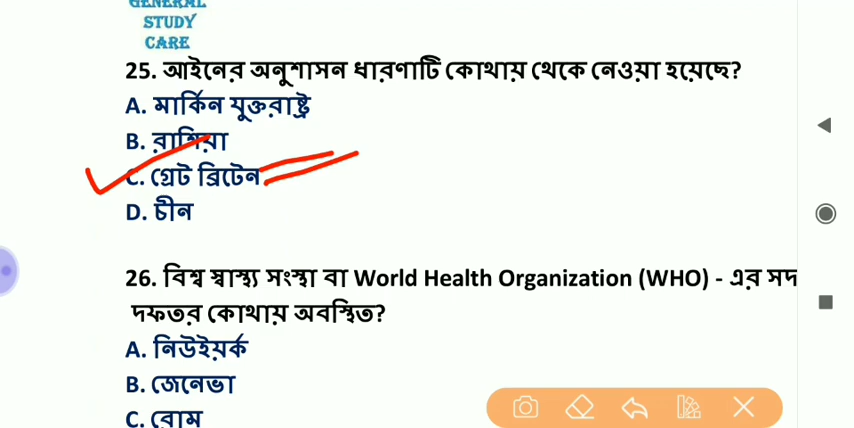 GENERAL
STUDY
CARE
25. আইনের অনুশাসন ধারণাটি কোথায় থেকে নেওয়া হয়েছে?
A. মার্কিন যুক্তরাষ্ট্র
B. রাশিয়া
C. গ্রেট ব্রিটেন
D. চীন
26. বিশ্ব স্বাস্থ্য সংস্থা বা World Health Organization (WHO) - এর সদ
দফতর কোথায় অবস্থিত?
A. নিউইয়র্ক
B. জেনেভা
C. রোম